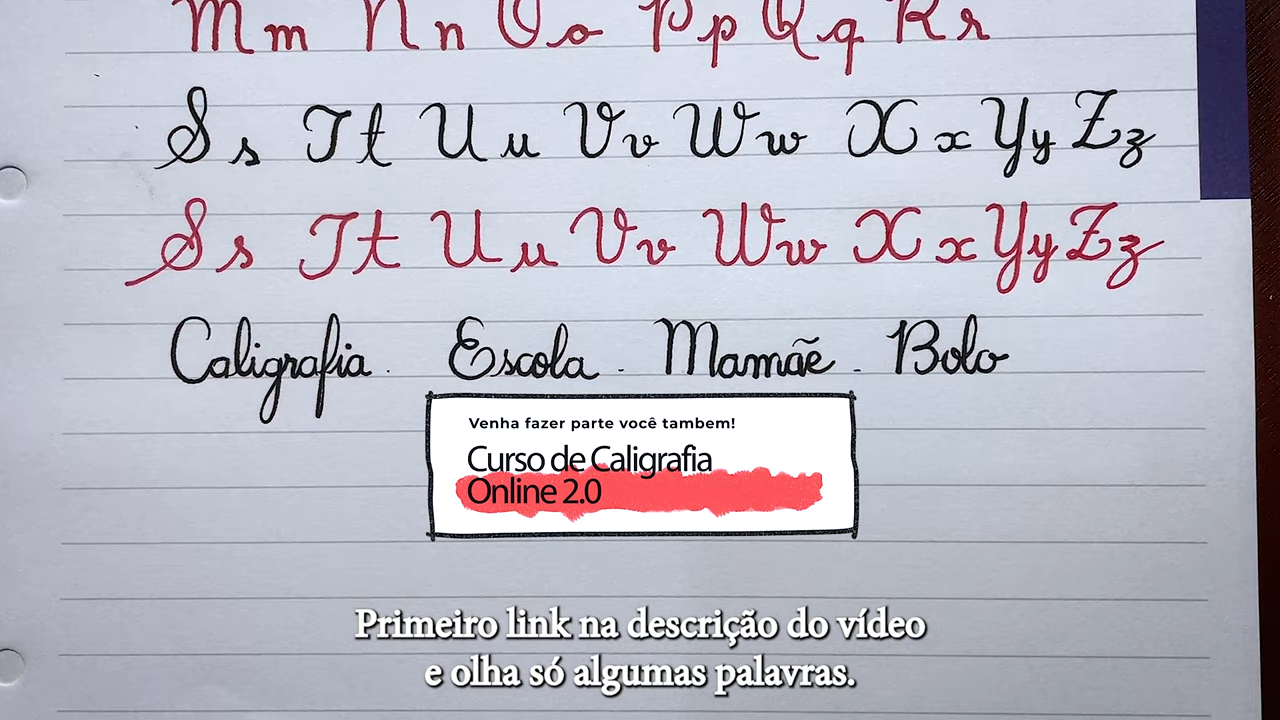 Mm Nn Oo Pp Qq Rr
Ss Tt Uu Vv Ww Xx Yy Zz
Ss Tt Uu Vv Ww Xx Yy Zz
Caligrafia. Escola. Mamãe. Bolo
Venha fazer parte você tambem!
Curso de Caligrafia
Online 2.0
Primeiro link na descrição do vídeo
e olha só algumas palavras.